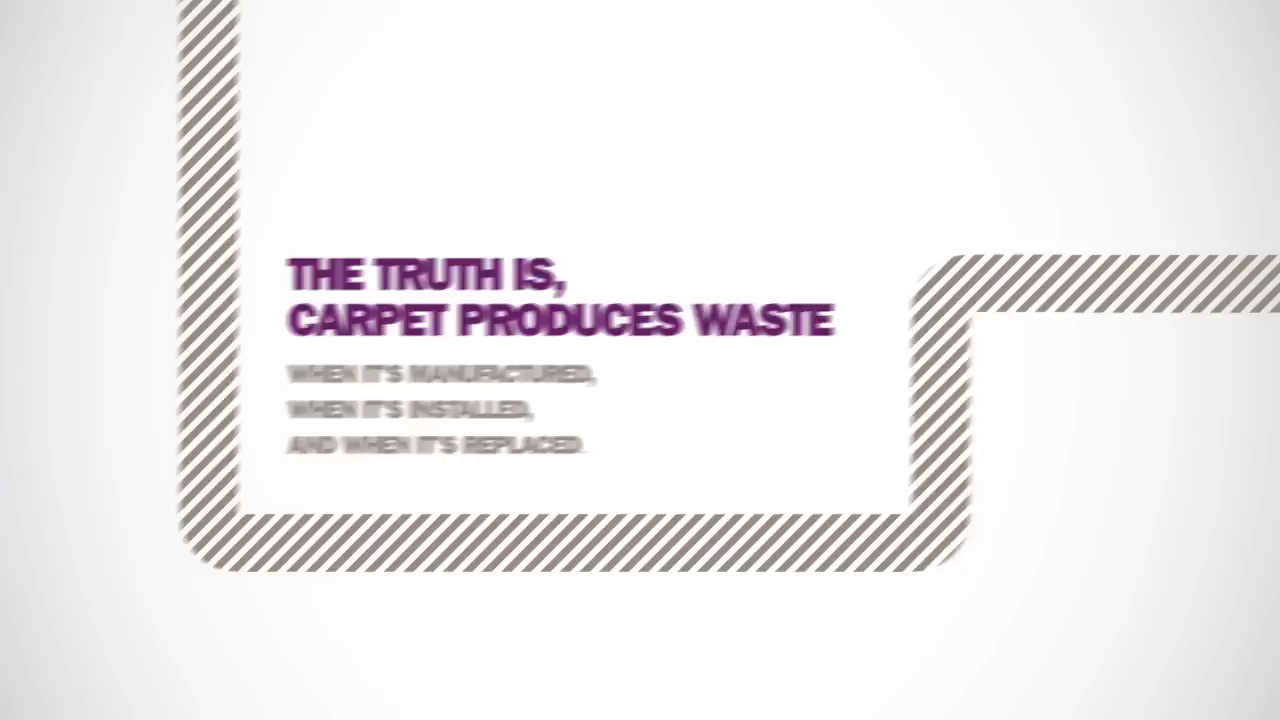 THE TRUTH IS,
CARPET PRODUCES WASTE
WHEN IT'S MANUFACTURED,
WHEN IT'S INSTALLED,
AND WHEN IT'S REPLACED.